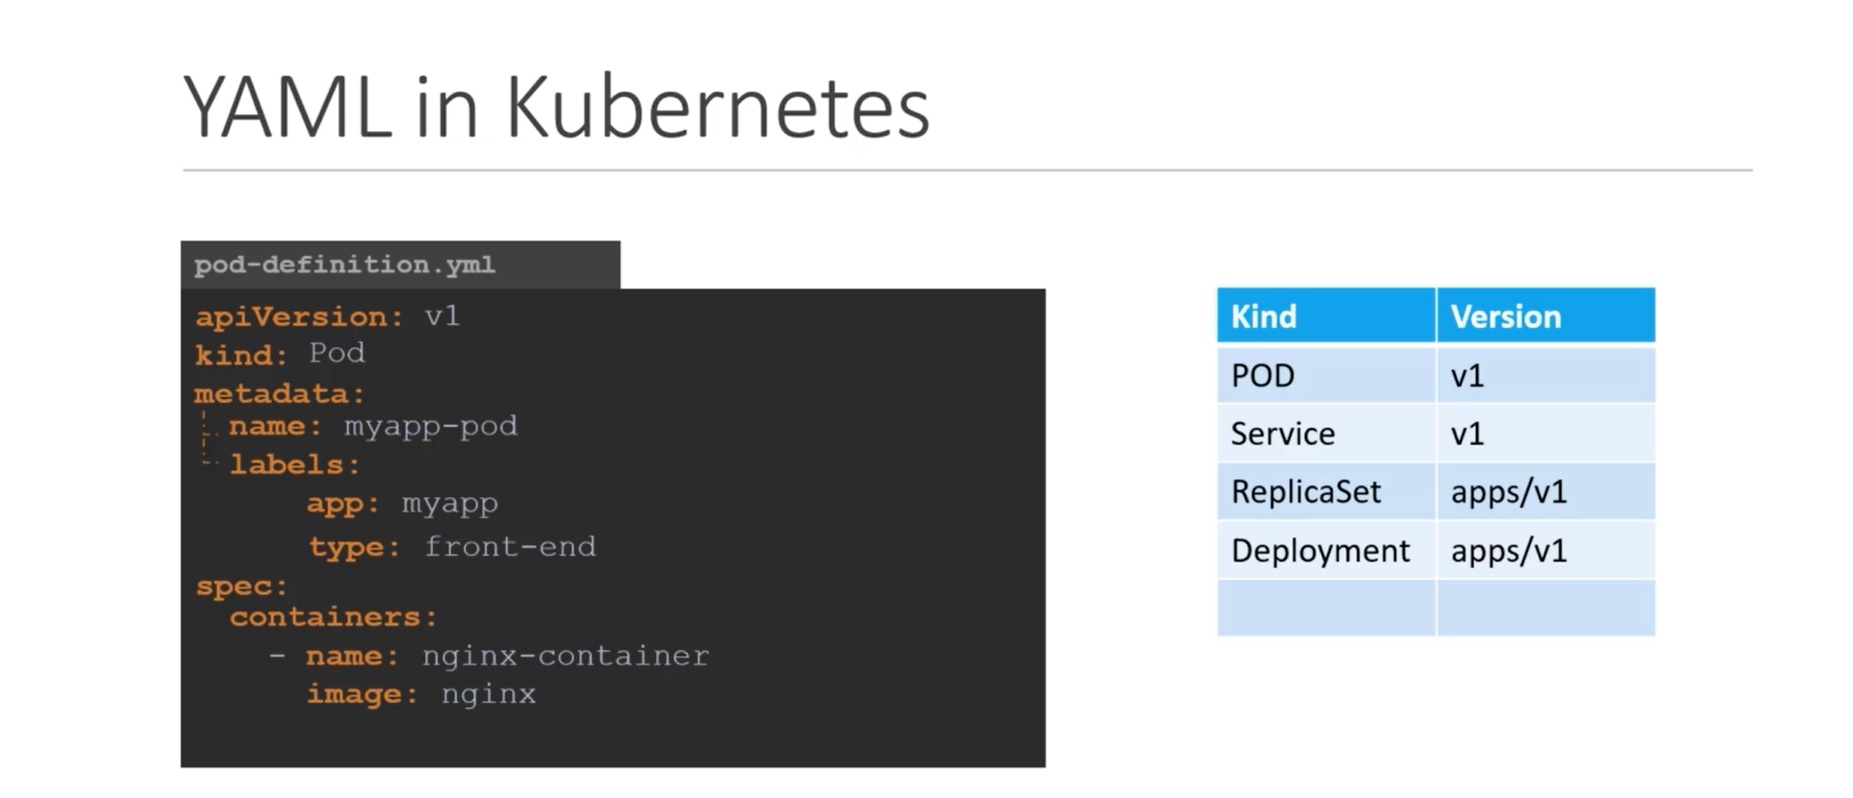 YAML in Kubernetes
pod-definition.yml
apiVersion: v1
kind: Pod
metadata:
name: myapp-pod
labels:
app: myapp
type: front-end
spec:
containers:
- name: nginx-container
image: nginx
Kind Version
POD v1
Service v1
ReplicaSet apps/v1
Deployment apps/v1